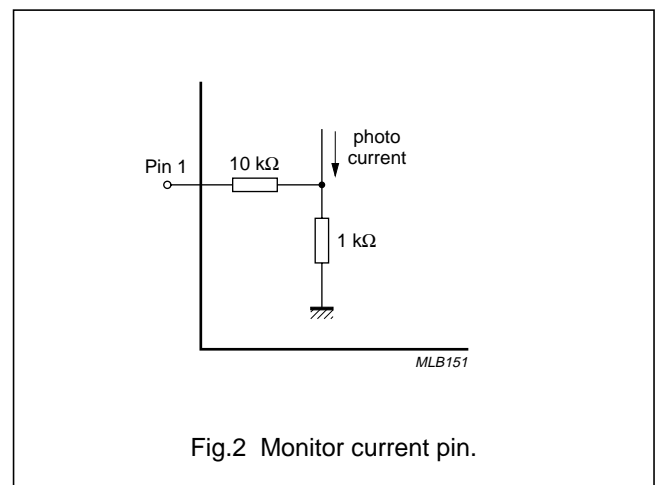 photo
current
Pin 1
10 kΩ
1 kΩ
MLB151
Fig.2 Monitor current pin.